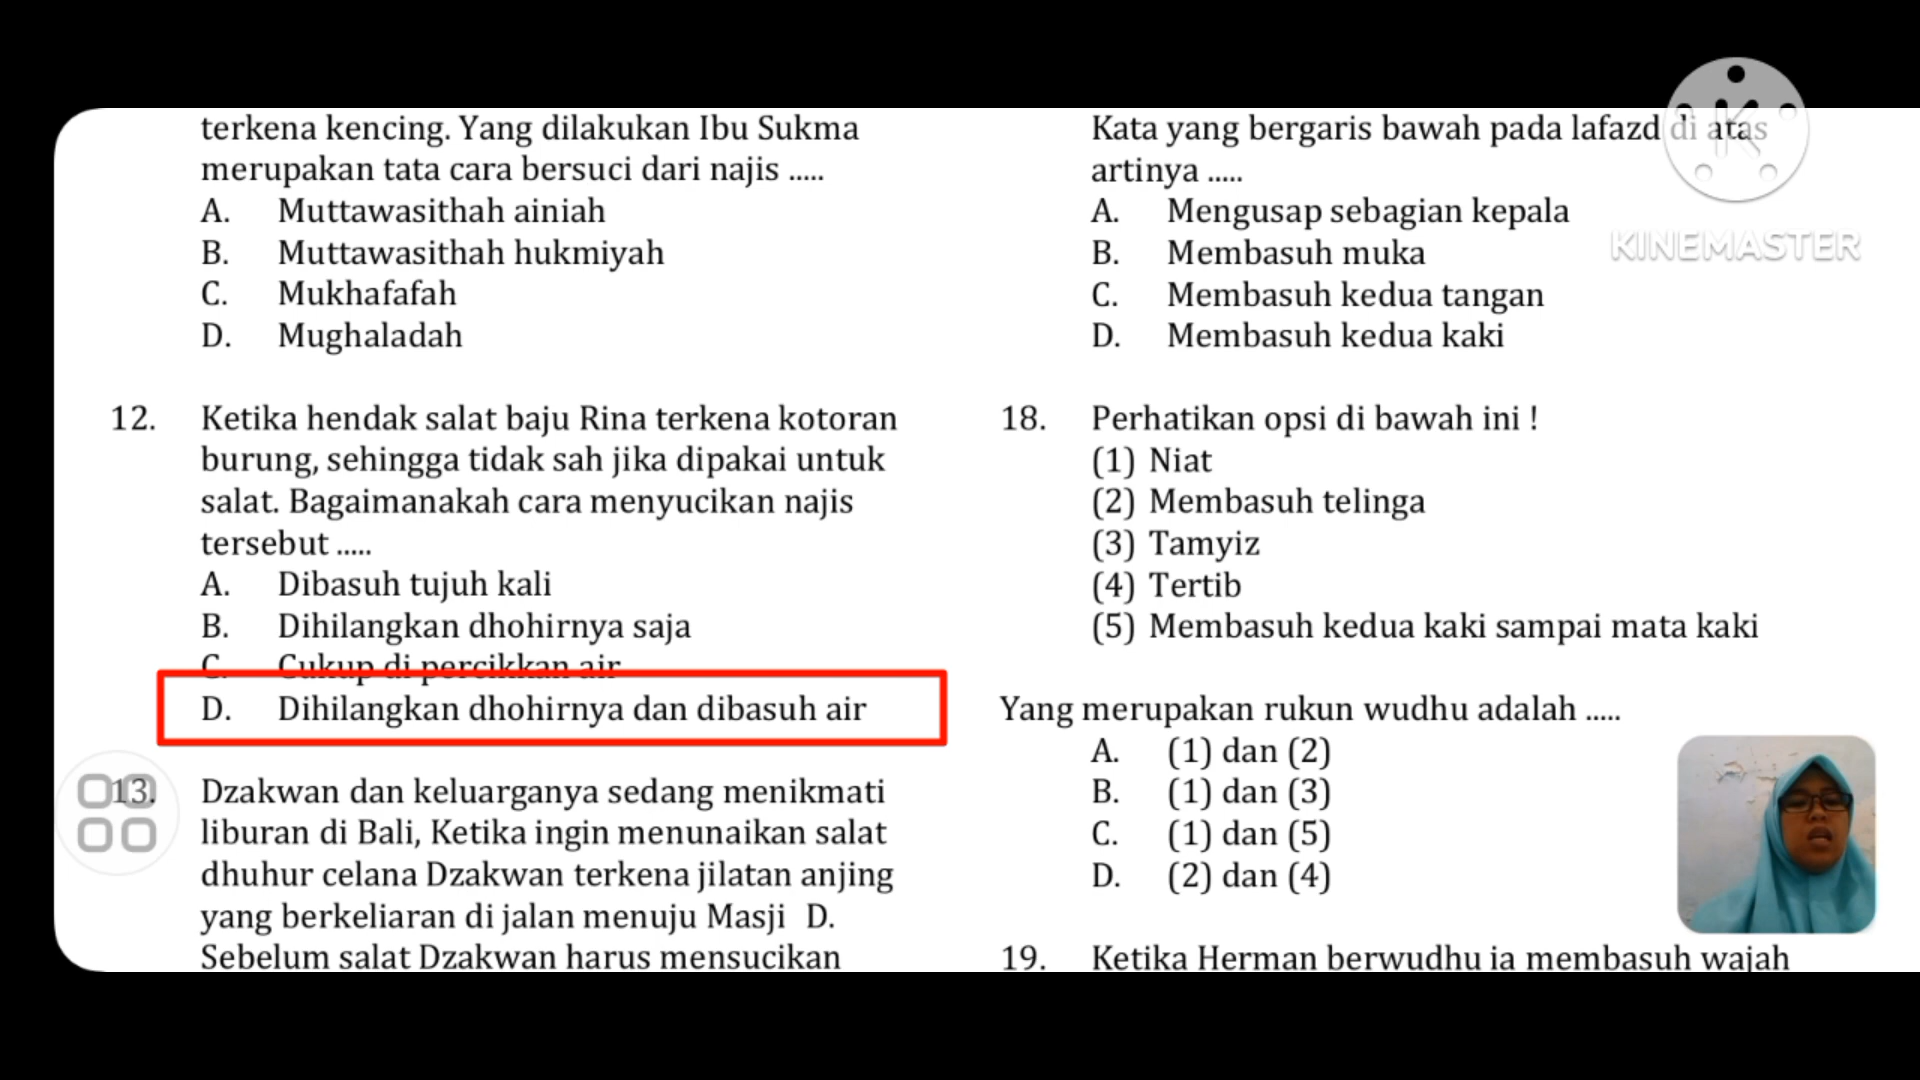 terkena kencing. Yang dilakukan Ibu Sukma
merupakan tata cara bersuci dari najis .....
A. Muttawasithah ainiah
B. Muttawasithah hukmiyah
C. Mukhafafah
D. Mughaladah
12. Ketika hendak salat baju Rina terkena kotoran
burung, sehingga tidak sah jika dipakai untuk
salat. Bagaimanakah cara menyucikan najis
tersebut .....
A. Dibasuh tujuh kali
B. Dihilangkan dhohirnya saja
C. Cukup di percikkan air
D. Dihilangkan dhohirnya dan dibasuh air
13. Dzakwan dan keluarganya sedang menikmati
liburan di Bali, Ketika ingin menunaikan salat
dhuhur celana Dzakwan terkena jilatan anjing
yang berkeliaran di jalan menuju Masji D.
Sebelum salat Dzakwan harus mensucikan
Kata yang bergaris bawah pada lafazd di atas
artinya .....
A. Mengusap sebagian kepala
B. Membasuh muka
C. Membasuh kedua tangan
D. Membasuh kedua kaki
18. Perhatikan opsi di bawah ini !
(1) Niat
(2) Membasuh telinga
(3) Tamyiz
(4) Tertib
(5) Membasuh kedua kaki sampai mata kaki
Yang merupakan rukun wudhu adalah .....
A. (1) dan (2)
B. (1) dan (3)
C. (1) dan (5)
D. (2) dan (4)
19. Ketika Herman berwudhu ia membasuh wajah
K
KINEMASTER